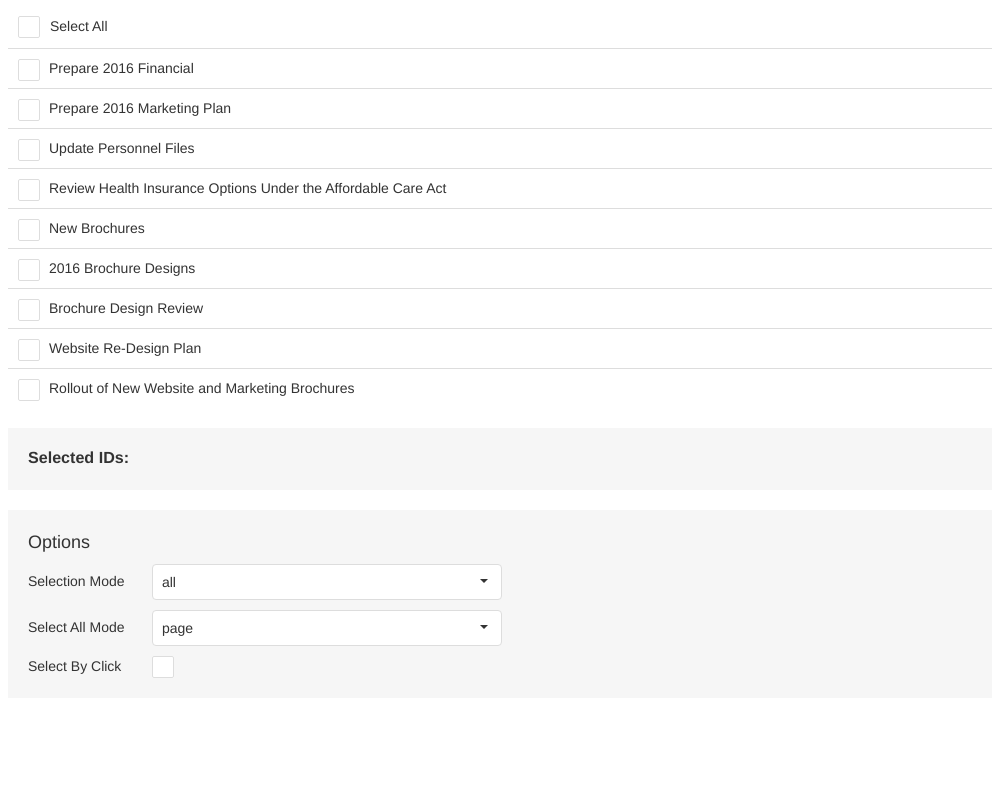 Select All
Prepare 2016 Financial
Prepare 2016 Marketing Plan
Update Personnel Files
Review Health Insurance Options Under the Affordable Care Act
New Brochures
2016 Brochure Designs
Brochure Design Review
Website Re-Design Plan
Rollout of New Website and Marketing Brochures
Selected IDs:
Options
Selection Mode all
Select All Mode page
Select By Click